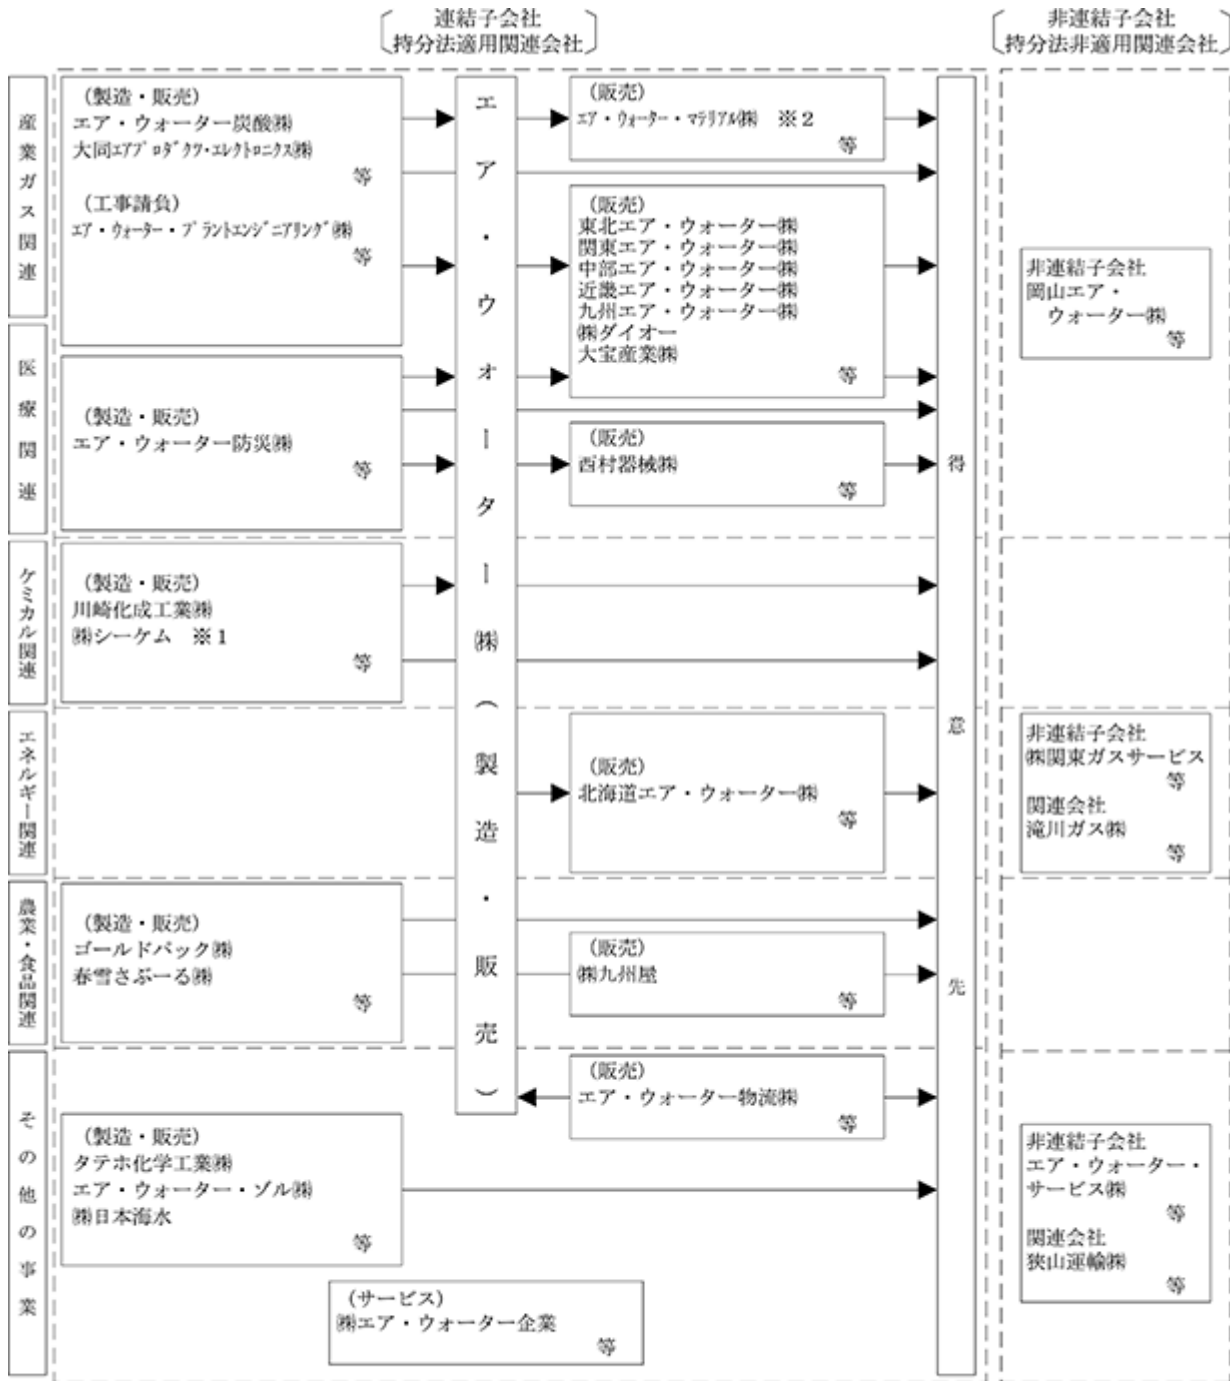 連結子会社
持分法適用関連会社
非連結子会社
持分法非適用関連会社
産業ガス関連
(製造・販売)
エア・ウォーター炭酸㈱
大同ｴｱﾌﾟﾛﾀﾞｸﾂ･ｴﾚｸﾄﾛﾆｸｽ㈱
等
(工事請負)
ｴｱ･ｳｫｰﾀｰ･ﾌﾟﾗﾝﾄｴﾝｼﾞﾆｱﾘﾝｸﾞ㈱
等
エア・ウォーター㈱(製造・販売)
(販売)
ｴｱ･ｳｫｰﾀｰ･ﾏﾃﾘｱﾙ㈱ ※2
等
(販売)
東北エア・ウォーター㈱
関東エア・ウォーター㈱
中部エア・ウォーター㈱
近畿エア・ウォーター㈱
九州エア・ウォーター㈱
㈱ダイオー
大宝産業㈱
等
得意先
非連結子会社
岡山エア・
ウォーター㈱
等
医療関連
(製造・販売)
エア・ウォーター防災㈱
等
(販売)
西村器械㈱
等
ケミカル関連
(製造・販売)
川崎化成工業㈱
㈱シーケム ※1
等
エネルギー関連
(販売)
北海道エア・ウォーター㈱
等
非連結子会社
㈱関東ガスサービス
等
関連会社
滝川ガス㈱
等
農業・食品関連
(製造・販売)
ゴールドパック㈱
春雪さぶーる㈱
等
(販売)
㈱九州屋
等
その他の事業
(販売)
エア・ウォーター物流㈱
等
(製造・販売)
タテホ化学工業㈱
エア・ウォーター・ゾル㈱
㈱日本海水
等
(サービス)
㈱エア・ウォーター企業
等
非連結子会社
エア・ウォーター・
サービス㈱
等
関連会社
狭山運輸㈱
等